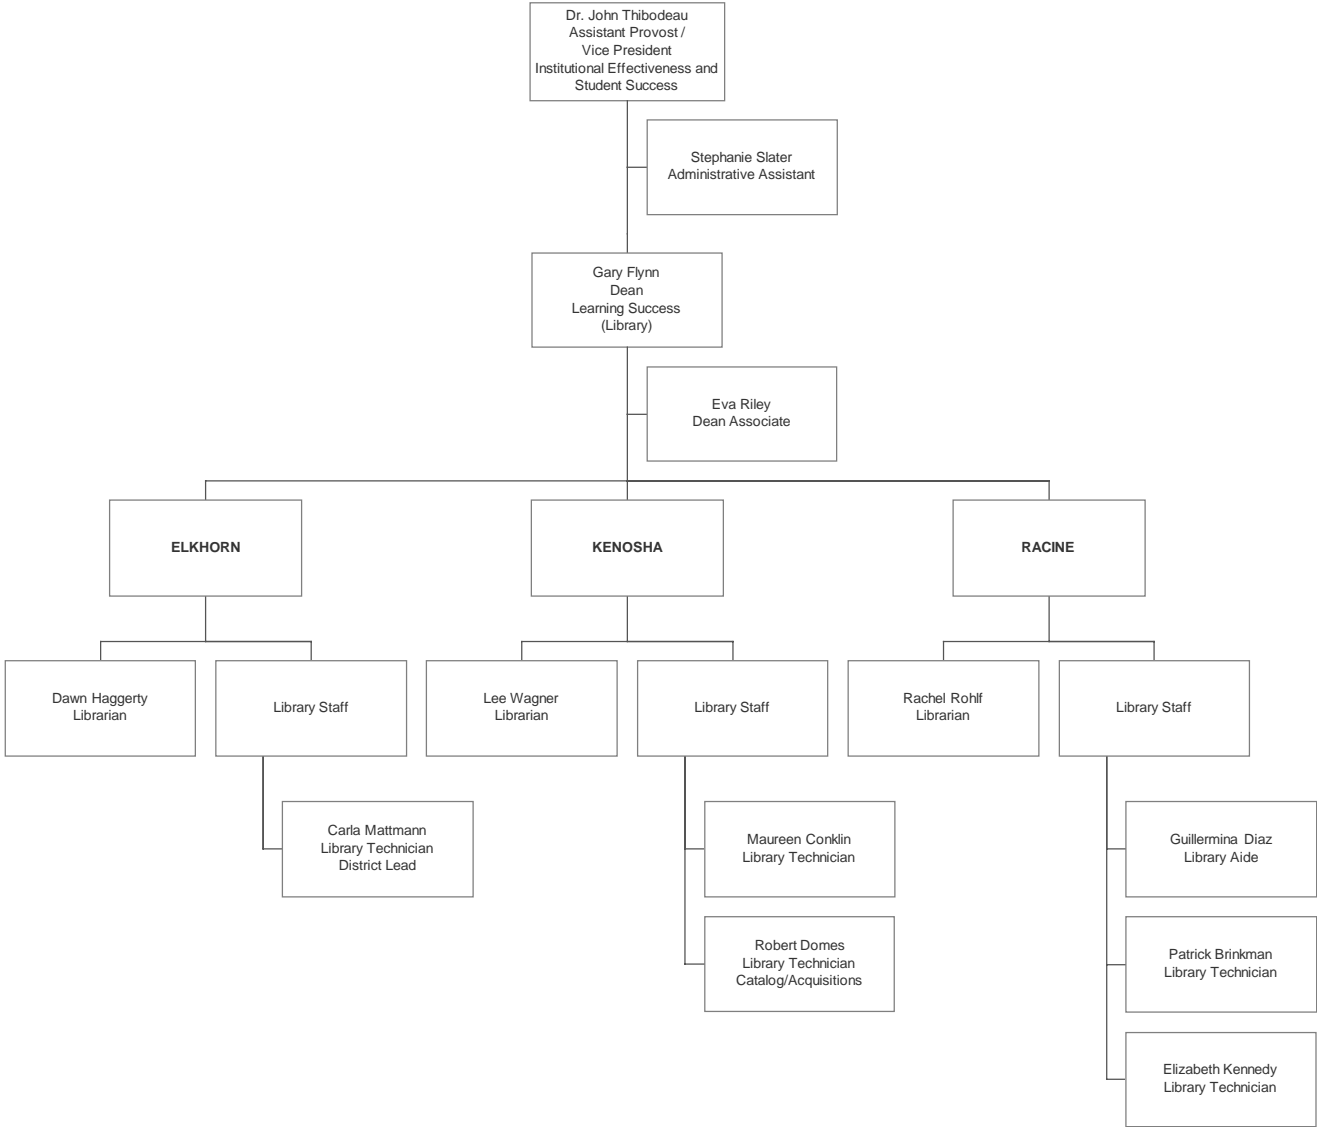 Dr. John Thibodeau
Assistant Provost /
Vice President
Institutional Effectiveness and
Student Success
Stephanie Slater
Administrative Assistant
Gary Flynn
Dean
Learning Success
(Library)
Eva Riley
Dean Associate
ELKHORN
KENOSHA
RACINE
Dawn Haggerty
Librarian
Library Staff
Lee Wagner
Librarian
Library Staff
Rachel Rohlf
Librarian
Library Staff
Carla Mattmann
Library Technician
District Lead
Maureen Conklin
Library Technician
Guillermina Diaz
Library Aide
Robert Domes
Library Technician
Catalog/Acquisitions
Patrick Brinkman
Library Technician
Elizabeth Kennedy
Library Technician